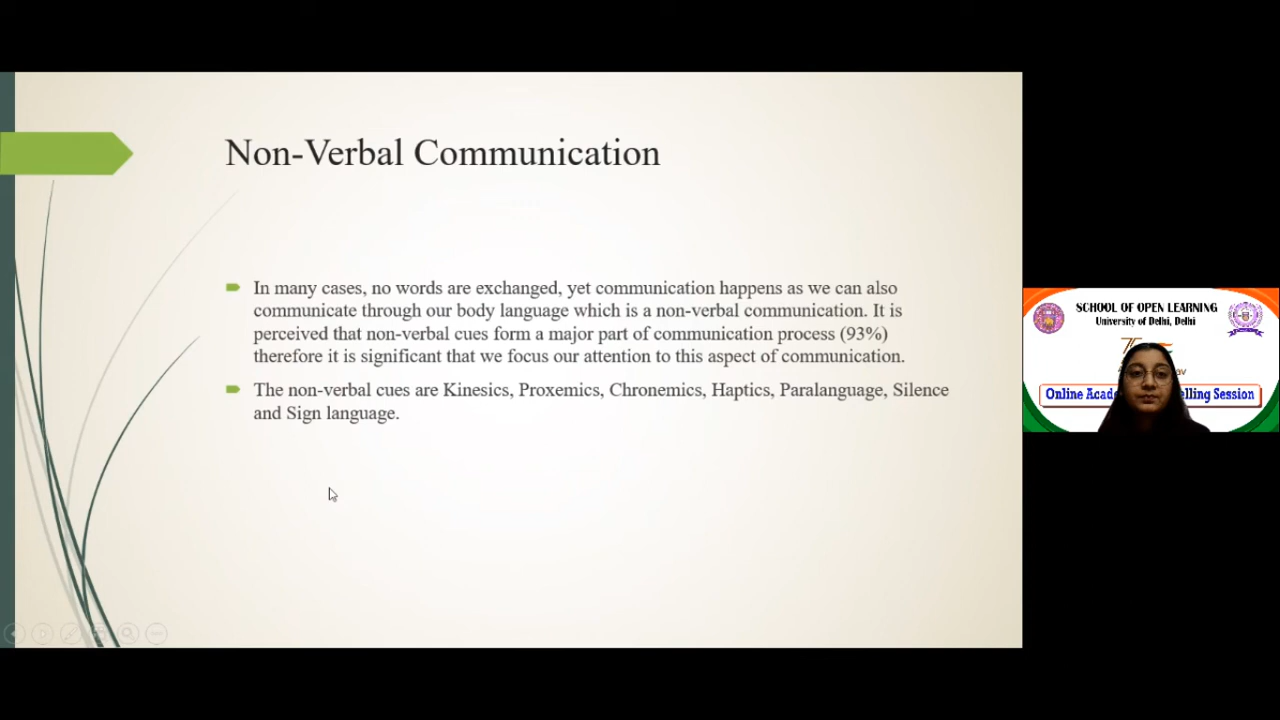 Non-Verbal Communication
In many cases, no words are exchanged, yet communication happens as we can also
communicate through our body language which is a non-verbal communication. It is
perceived that non-verbal cues form a major part of communication process (93%)
therefore it is significant that we focus our attention to this aspect of communication.
The non-verbal cues are Kinesics, Proxemics, Chronemics, Haptics, Paralanguage, Silence
and Sign language.
SCHOOL OF OPEN LEARNING
University of Delhi, Delhi
Online Acade elling Session